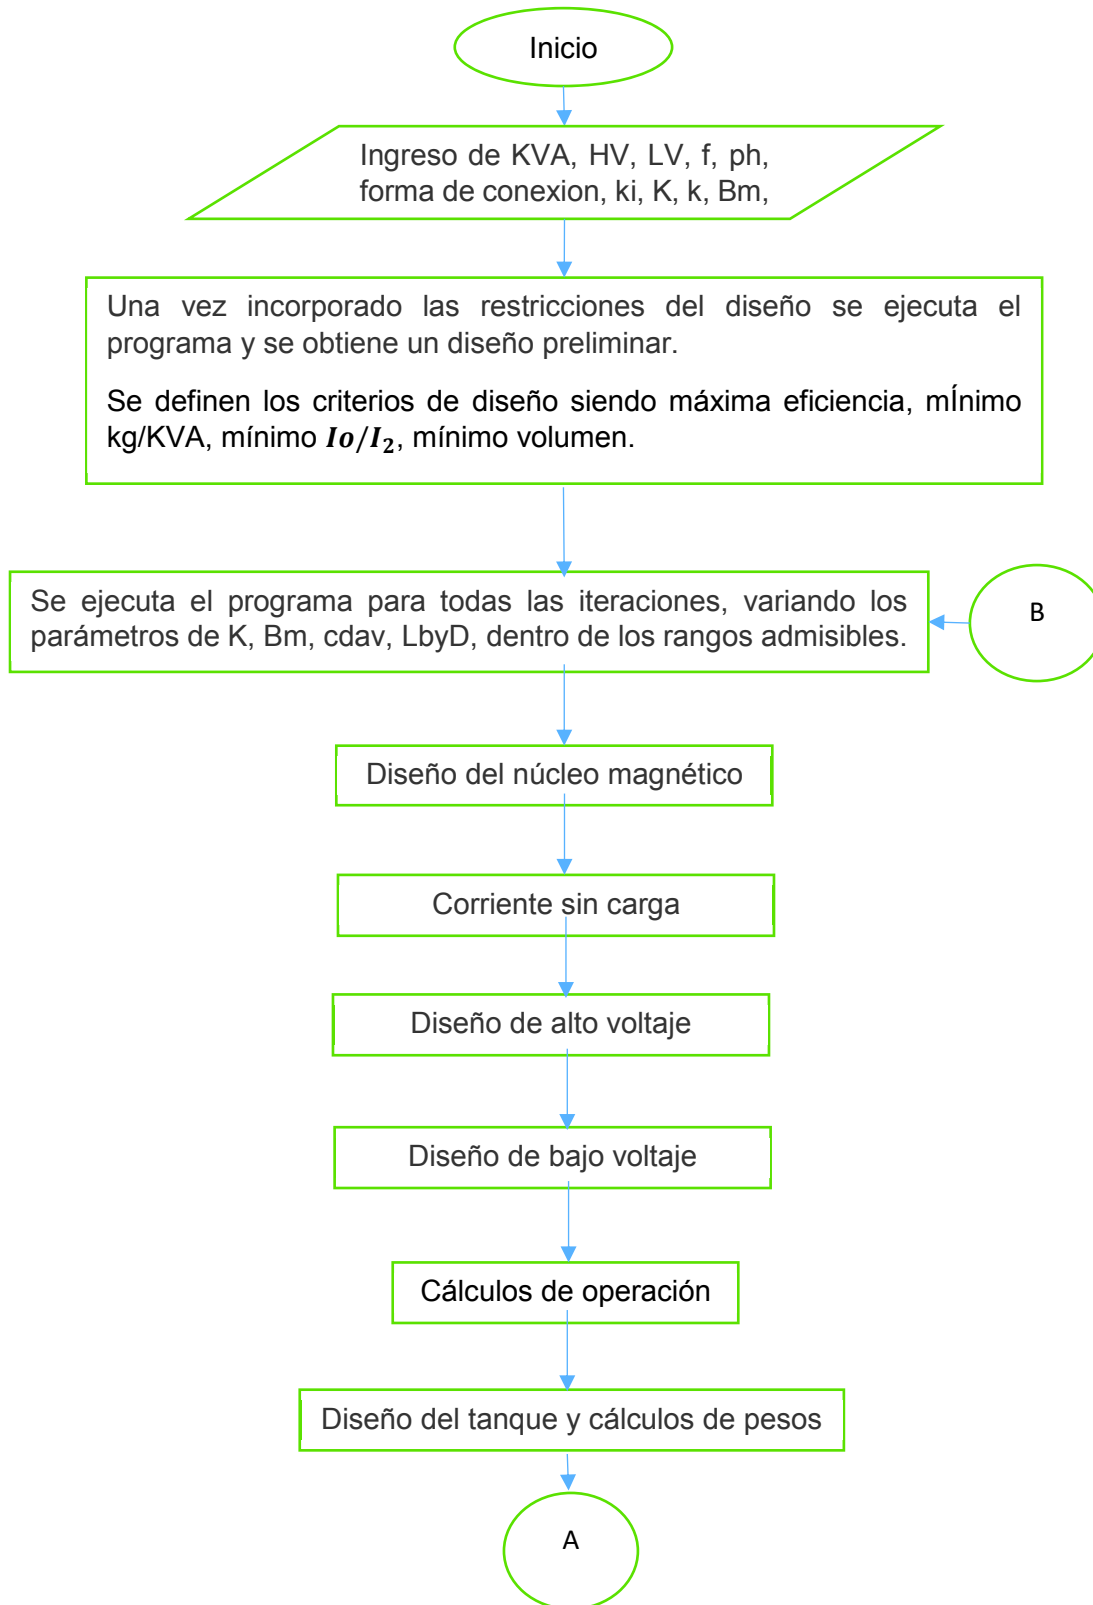 Inicio
Ingreso de KVA, HV, LV, f, ph,
forma de conexion, ki, K, k, Bm,
Una vez incorporado las restricciones del diseño se ejecuta el
programa y se obtiene un diseño preliminar.
Se definen los criterios de diseño siendo máxima eficiencia, mÍnimo
kg/KVA, mínimo Io/I₂, mínimo volumen.
Se ejecuta el programa para todas las iteraciones, variando los
parámetros de K, Bm, cdav, LbyD, dentro de los rangos admisibles.
B
Diseño del núcleo magnético
Corriente sin carga
Diseño de alto voltaje
Diseño de bajo voltaje
Cálculos de operación
Diseño del tanque y cálculos de pesos
A